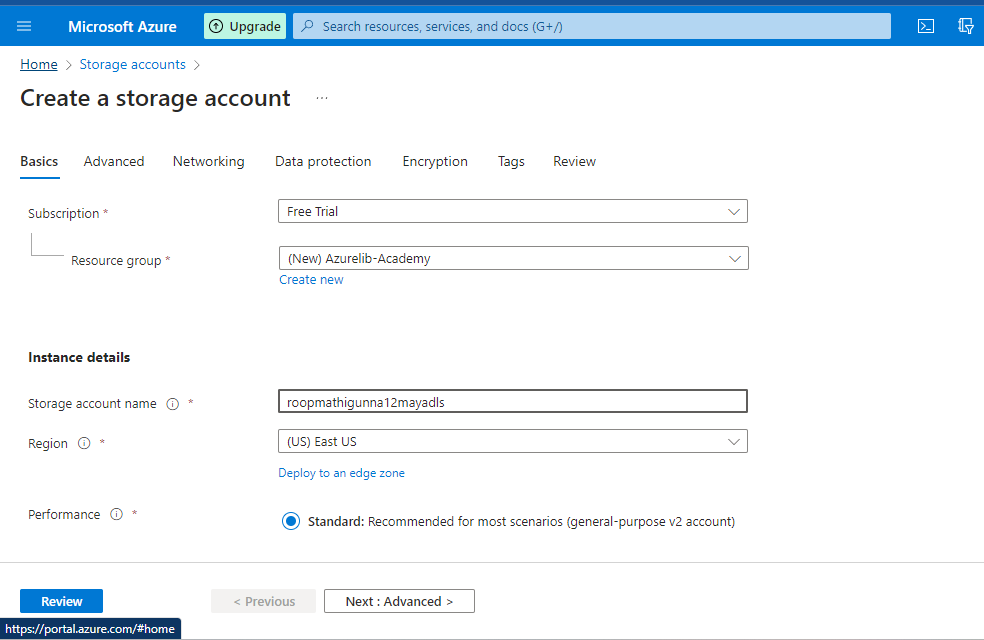 Microsoft Azure Upgrade Search resources, services, and docs (G+/)
Home > Storage accounts >
Create a storage account ...
Basics Advanced Networking Data protection Encryption Tags Review
Subscription * Free Trial
Resource group * (New) Azurelib-Academy
Create new
Instance details
Storage account name * roopmathigunna12mayadls
Region * (US) East US
Deploy to an edge zone
Performance * Standard: Recommended for most scenarios (general-purpose v2 account)
Review < Previous Next : Advanced >
https://portal.azure.com/#home